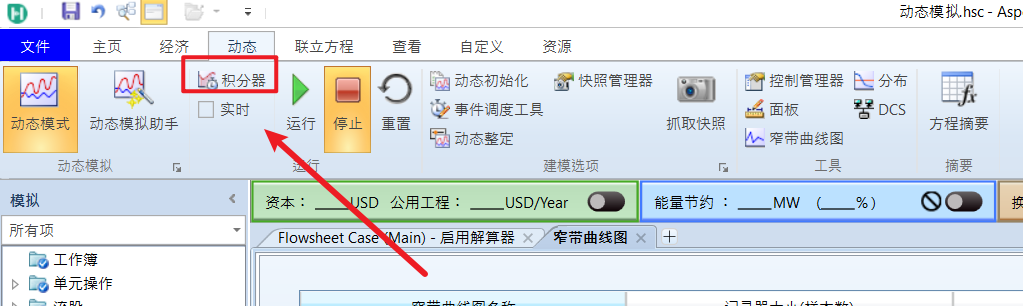 动态模拟.hsc - Asp
文件 主页 经济 动态 联立方程 查看 自定义 资源
积分器 动态初始化 快照管理器 控制管理器 分布
动态模式 动态模拟助手 实时 运行 停止 重置 事件调度工具 抓取快照 面板 DCS 方程摘要
动态整定 窄带曲线图
动态模拟 运行 建模选项 工具 摘要
模拟 资本： _____USD 公用工程： _____USD/Year 能量节约 ： _____MW （_____%） 换
所有项 Flowsheet Case (Main) - 启用解算器 窄带曲线图
工作簿
单元操作
流股 窄带曲线图名称 记录器大小(样本数)